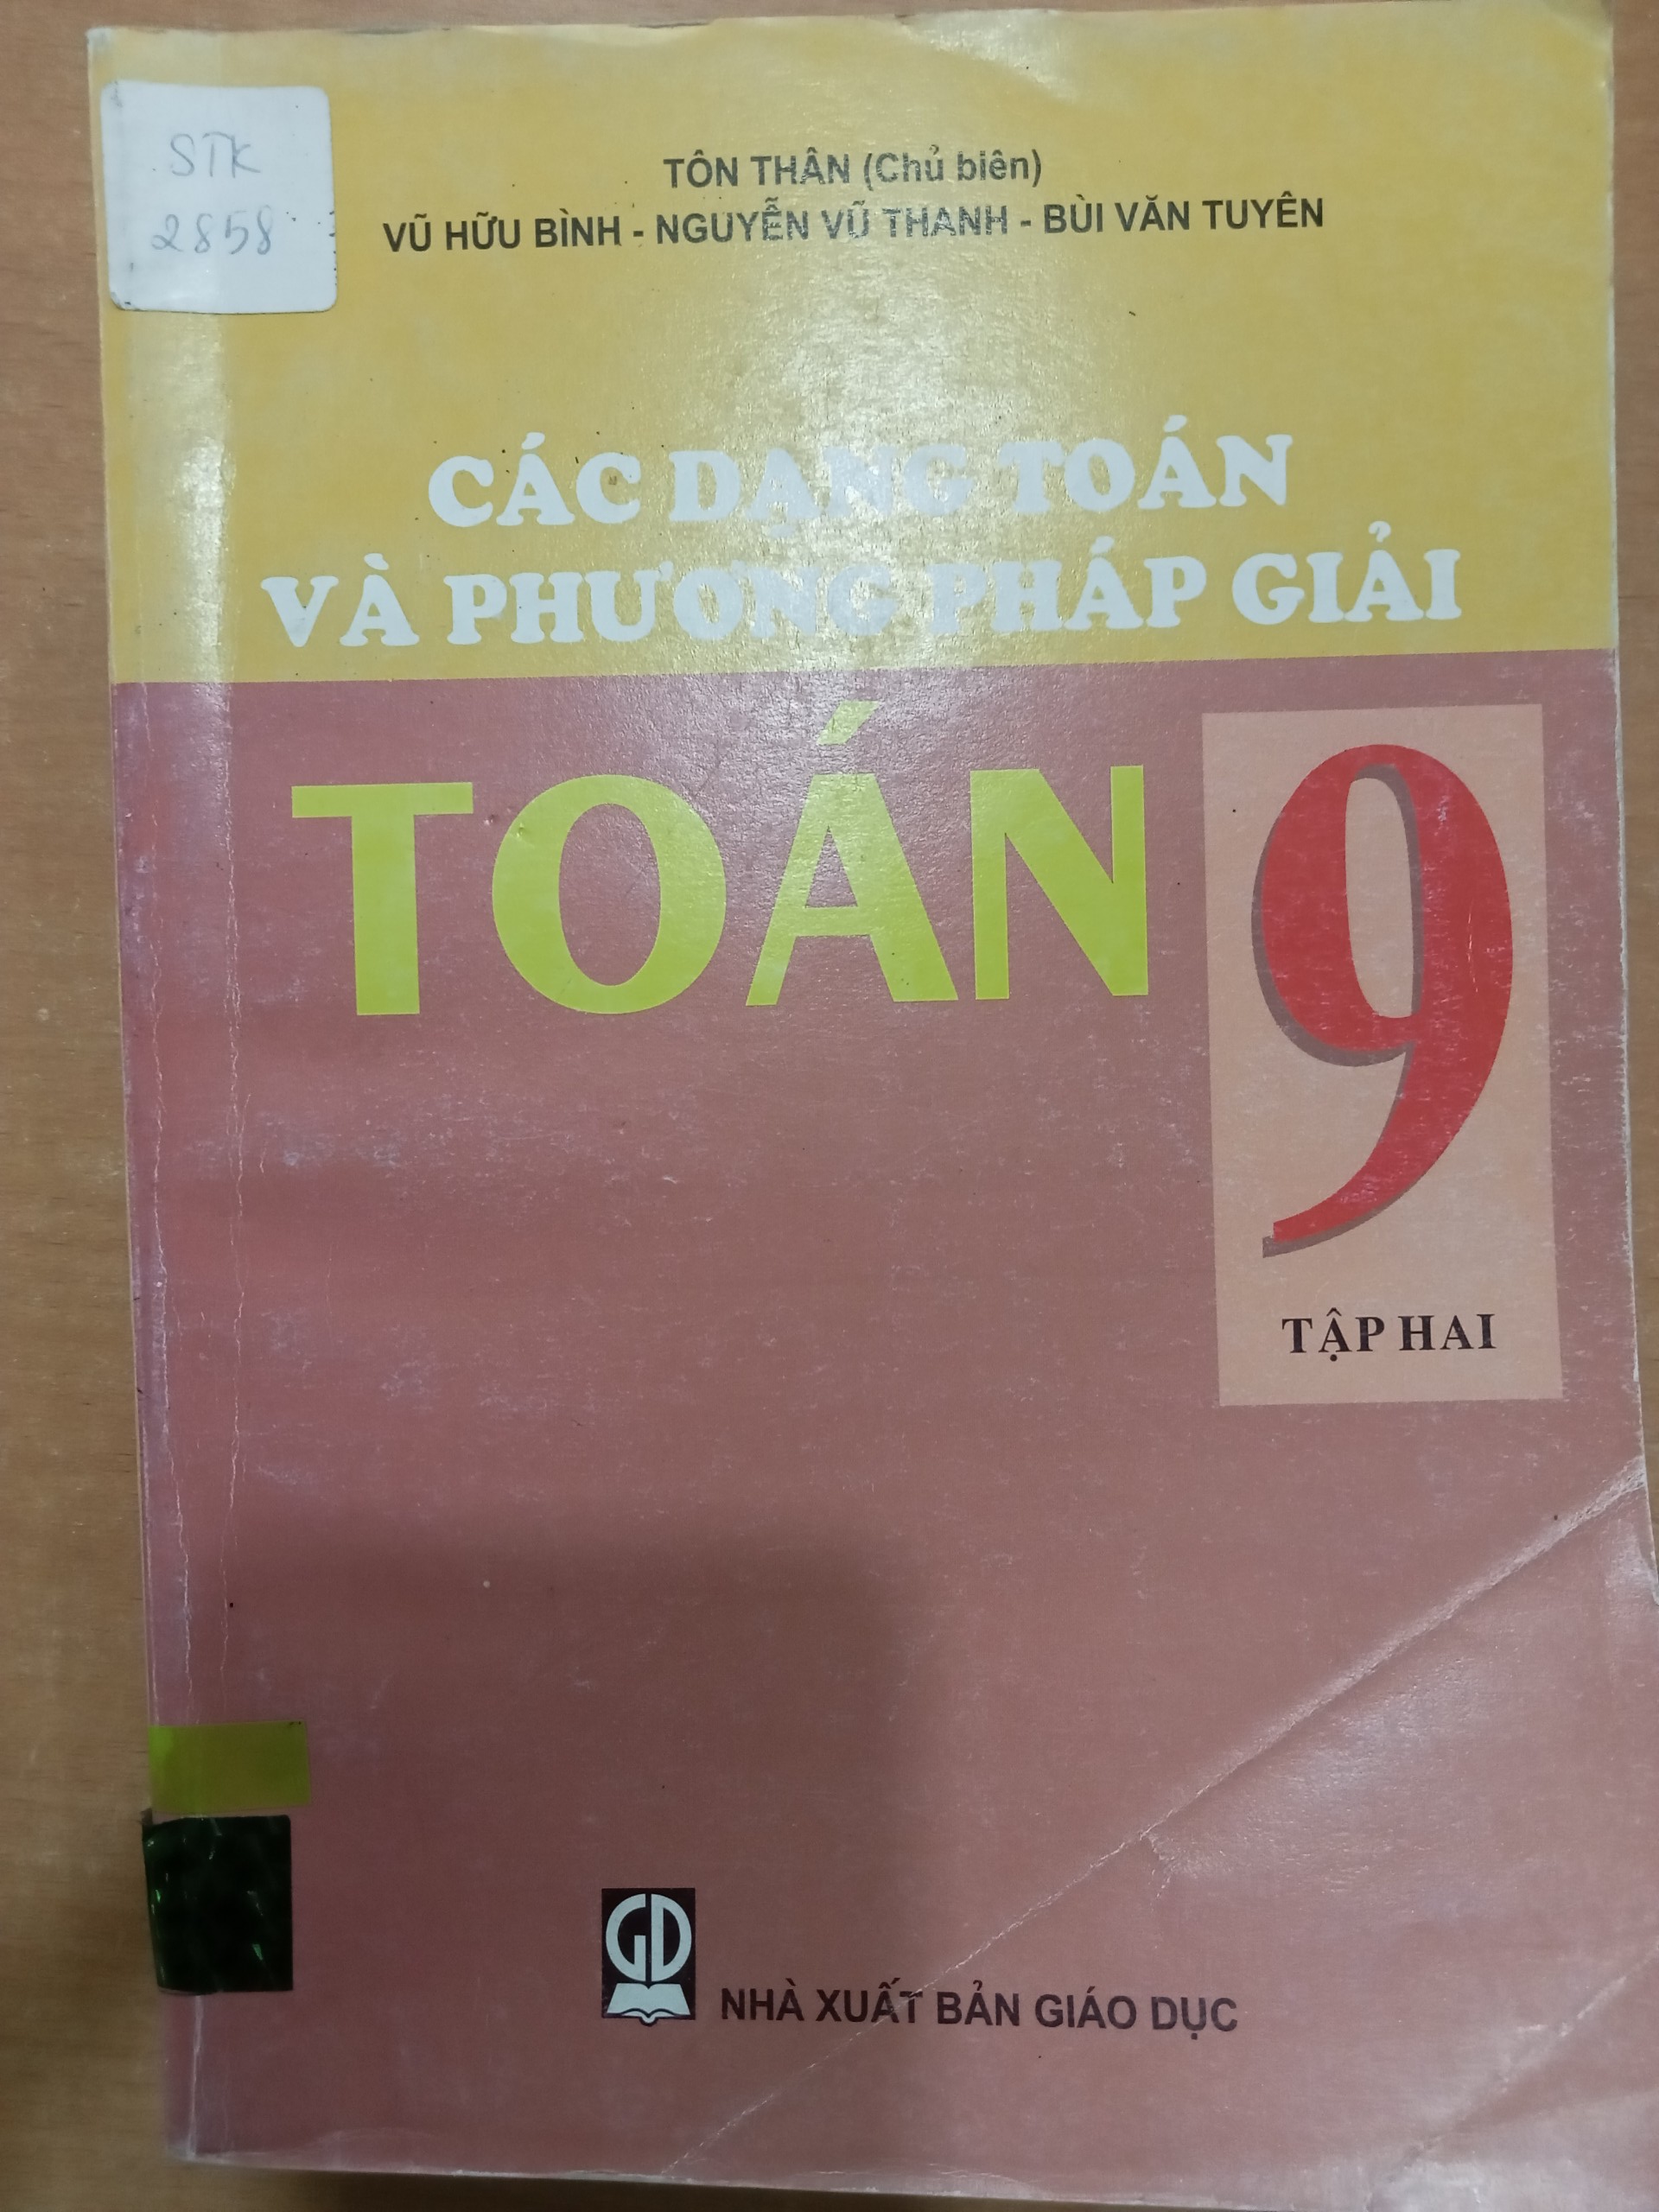 STK
2858
TÔN THÂN (Chủ biên)
VŨ HỮU BÌNH - NGUYỄN VŨ THANH - BÙI VĂN TUYÊN
CÁC DẠNG TOÁN
VÀ PHƯƠNG PHÁP GIẢI
TOÁN 9
TẬP HAI
GD
NHÀ XUẤT BẢN GIÁO DỤC